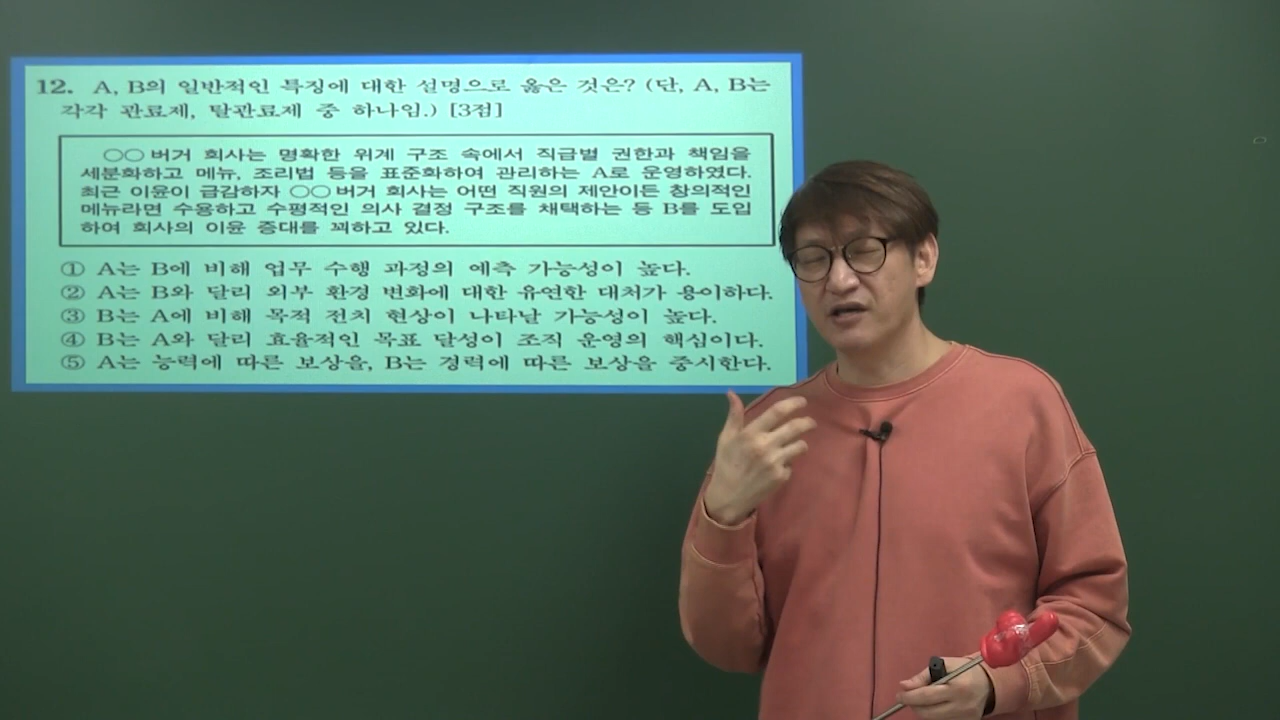 12. A, B의 일반적인 특징에 대한 설명으로 옳은 것은? (단, A, B는
각각 관료제, 탈관료제 중 하나임.) [3점]
○○ 버거 회사는 명확한 위계 구조 속에서 직급별 권한과 책임을
세분화하고 메뉴, 조리법 등을 표준화하여 관리하는 A로 운영하였다.
최근 이윤이 급감하자 ○○ 버거 회사는 어떤 직원의 제안이든 창의적인
메뉴라면 수용하고 수평적인 의사 결정 구조를 채택하는 등 B를 도입
하여 회사의 이윤 증대를 꾀하고 있다.
① A는 B에 비해 업무 수행 과정의 예측 가능성이 높다.
② A는 B와 달리 외부 환경 변화에 대한 유연한 대처가 용이하다.
③ B는 A에 비해 목적 전치 현상이 나타날 가능성이 높다.
④ B는 A와 달리 효율적인 목표 달성이 조직 운영의 핵심이다.
⑤ A는 능력에 따른 보상을, B는 경력에 따른 보상을 중시한다.